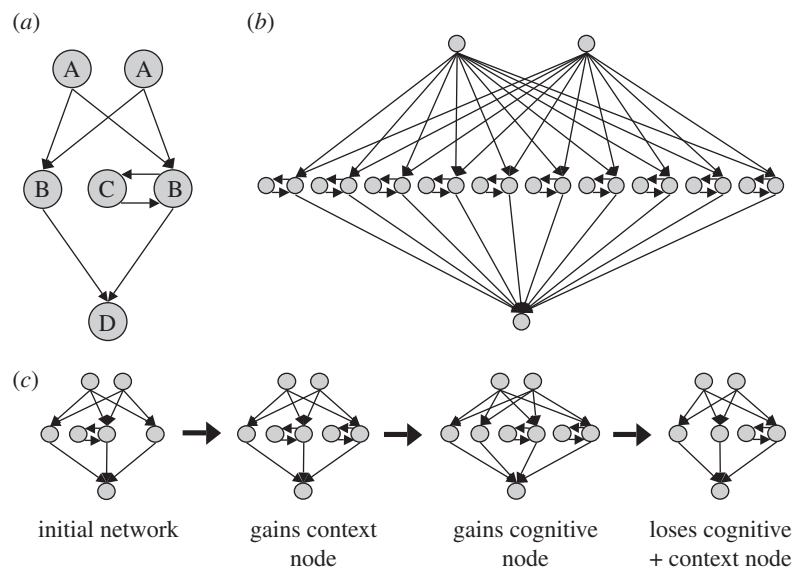 (a)
(b)
A A
B C B
D
(c)
initial network
gains context
node
gains cognitive
node
loses cognitive
+ context node